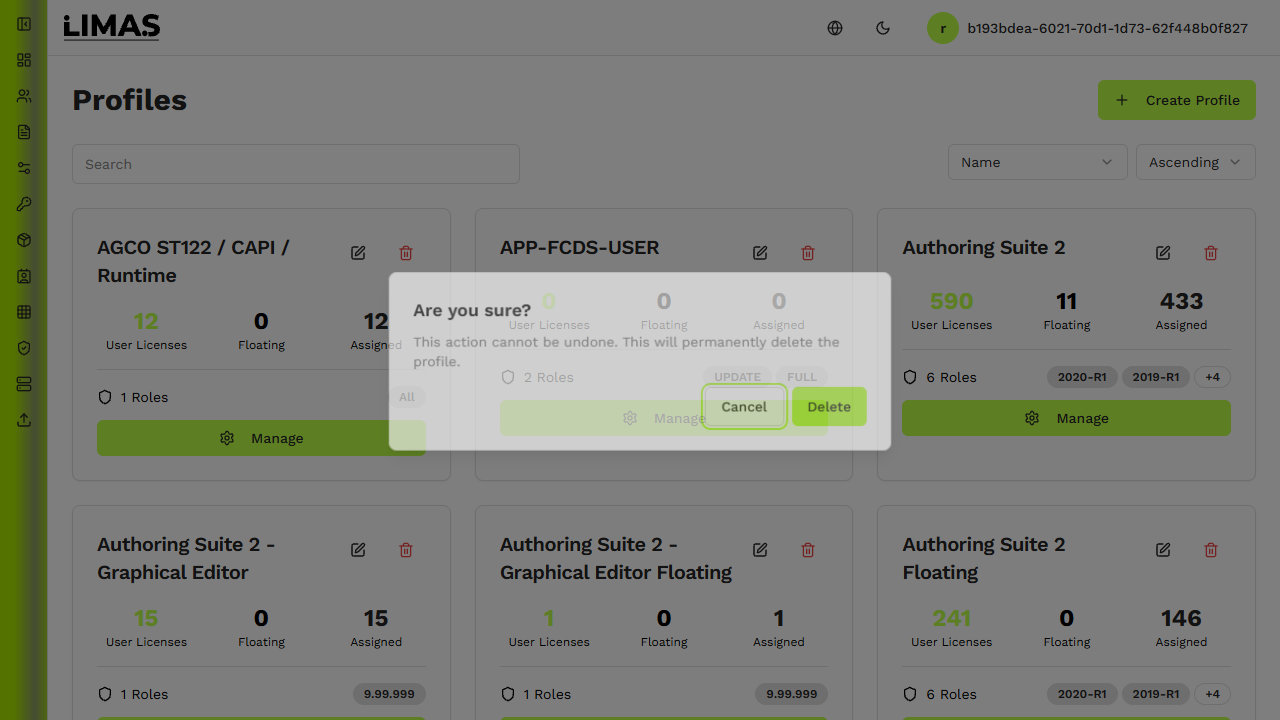 LIMAS
r
b193bdea-6021-70d1-1d73-62f448b0f827
Profiles
Create Profile
Search
Name
Ascending
AGCO ST122 / CAPI /
Runtime
12
0
12
User Licenses
Floating
Assigned
1 Roles
All
Manage
APP-FCDS-USER
0
0
0
User Licenses
Floating
Assigned
2 Roles
UPDATE
FULL
Manage
Authoring Suite 2
590
11
433
User Licenses
Floating
Assigned
6 Roles
2020-R1
2019-R1
+4
Manage
Are you sure?
This action cannot be undone. This will permanently delete the
profile.
Cancel
Delete
Authoring Suite 2 -
Graphical Editor
15
0
15
User Licenses
Floating
Assigned
1 Roles
9.99.999
Authoring Suite 2 -
Graphical Editor Floating
1
0
1
User Licenses
Floating
Assigned
1 Roles
9.99.999
Authoring Suite 2
Floating
241
0
146
User Licenses
Floating
Assigned
6 Roles
2020-R1
2019-R1
+4